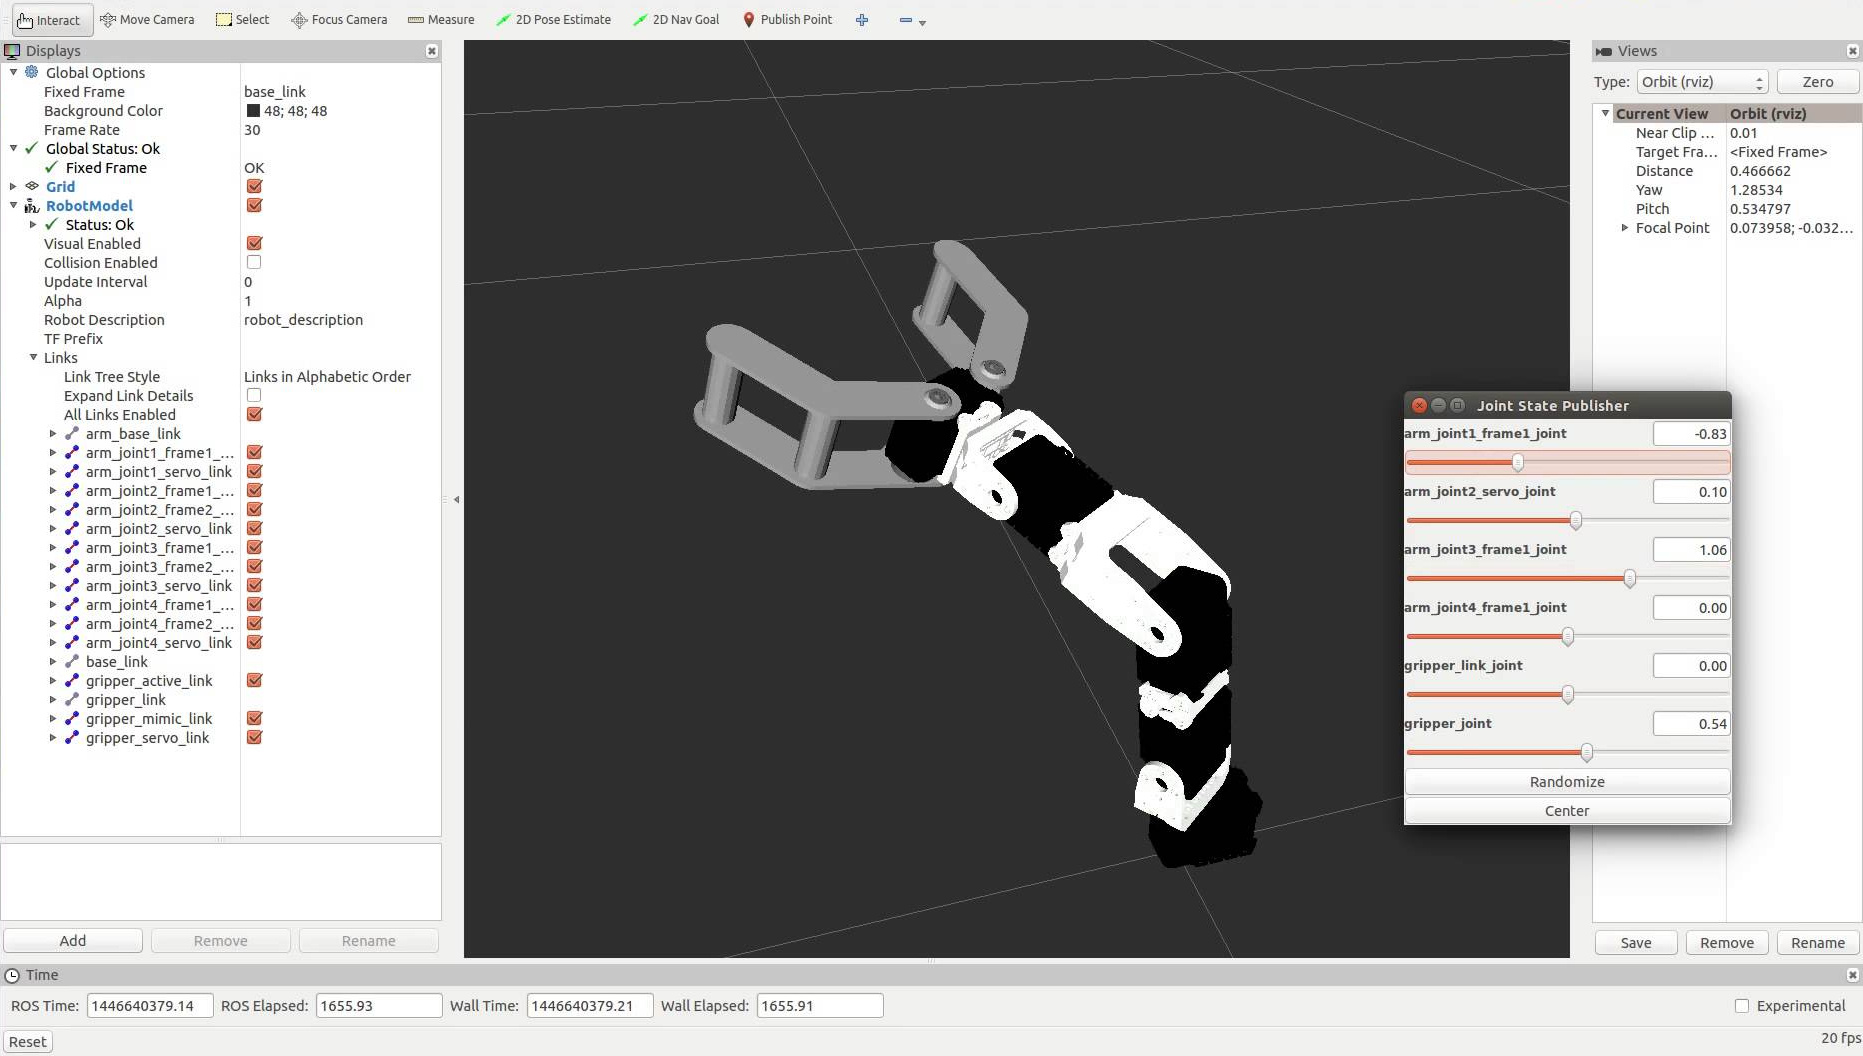 Interact Move Camera Select Focus Camera Measure 2D Pose Estimate 2D Nav Goal Publish Point
Displays
Global Options
Fixed Frame base_link
Background Color 48; 48; 48
Frame Rate 30
Global Status: Ok
Fixed Frame OK
Grid
RobotModel
Status: Ok
Visual Enabled
Collision Enabled
Update Interval 0
Alpha 1
Robot Description robot_description
TF Prefix
Links
Link Tree Style Links in Alphabetic Order
Expand Link Details
All Links Enabled
arm_base_link
arm_joint1_frame1_...
arm_joint1_servo_link
arm_joint2_frame1_...
arm_joint2_frame2_...
arm_joint2_servo_link
arm_joint3_frame1_...
arm_joint3_frame2_...
arm_joint3_servo_link
arm_joint4_frame1_...
arm_joint4_frame2_...
arm_joint4_servo_link
base_link
gripper_active_link
gripper_link
gripper_mimic_link
gripper_servo_link
Add Remove Rename
Views
Type: Orbit (rviz) Zero
Current View Orbit (rviz)
Near Clip ... 0.01
Target Fra... <Fixed Frame>
Distance 0.466662
Yaw 1.28534
Pitch 0.534797
Focal Point 0.073958; -0.032...
Joint State Publisher
arm_joint1_frame1_joint -0.83
arm_joint2_servo_joint 0.10
arm_joint3_frame1_joint 1.06
arm_joint4_frame1_joint 0.00
gripper_link_joint 0.00
gripper_joint 0.54
Randomize
Center
Save Remove Rename
Time
ROS Time: 1446640379.14 ROS Elapsed: 1655.93 Wall Time: 1446640379.21 Wall Elapsed: 1655.91 Experimental
Reset 20 fps